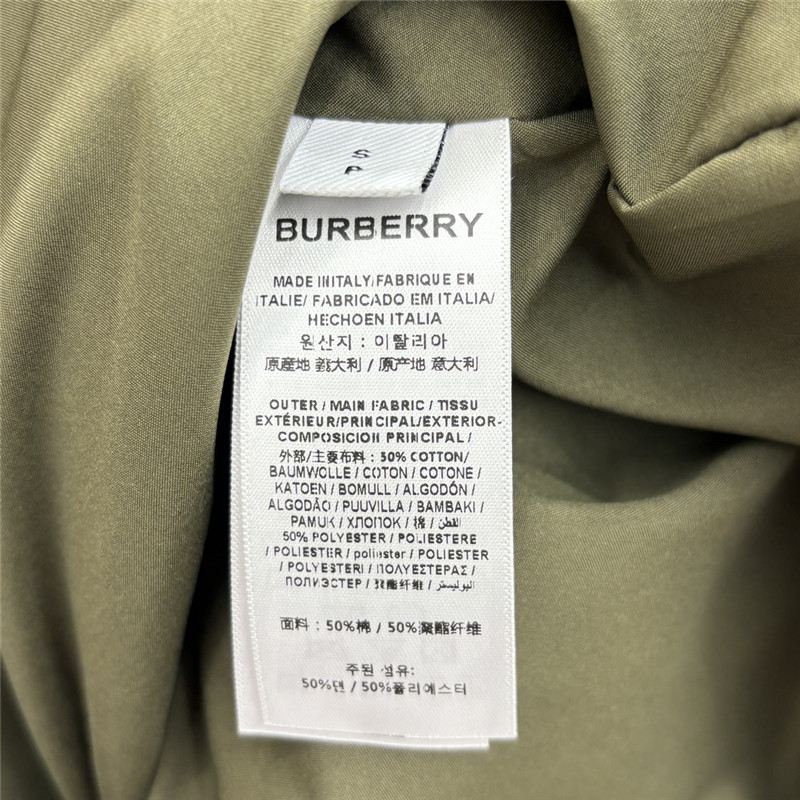 S
P
BURBERRY
MADE IN ITALY/FABRIQUE EN
ITALIE/ FABRICADO EM ITALIA/
HECHOEN ITALIA
원산지 : 이탈리아
原產地 義大利 / 原产地 意大利
OUTER / MAIN FABRIC / TISSU
EXTÉRIEUR/PRINCIPAL/EXTERIOR-
COMPOSICION PRINCIPAL /
外部/主要布料 : 50% COTTON/
BAUMWOLLE / COTON / COTONE /
KATOEN / BOMULL / ALGODÓN /
ALGODÃO / PUUVILLA / BAMBAKI /
PAMUK / ХЛОПОК / 棉 / القطن /
50% POLYESTER / POLIESTERE
/ POLIESTER / poliester / POLIESTER
/ POLYESTERI / ΠΟΛΥΕΣΤΕΡΑΣ /
ПОЛИЭСТЕР / 聚酯纤维 / البوليستر /
面料 : 50%棉 / 50%聚酯纤维
주된 섬유:
50%면 / 50%폴리에스터